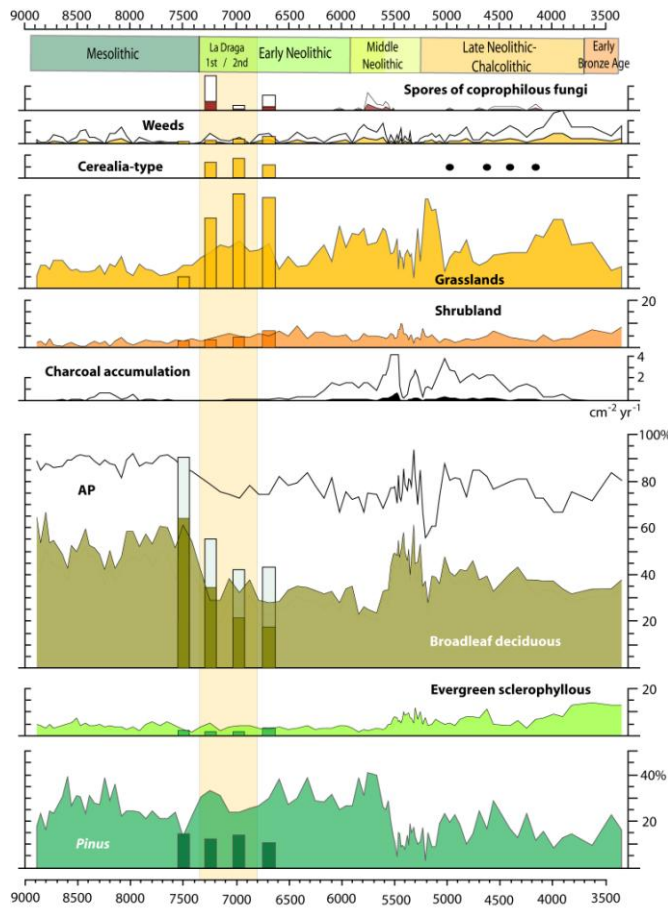 9000 8500 8000 7500 7000 6500 6000 5500 5000 4500 4000 3500
Mesolithic
La Draga
1st / 2nd
Early Neolithic
Middle
Neolithic
Late Neolithic-
Chalcolithic
Early
Bronze Age
Spores of coprophilous fungi
Weeds
Cerealia-type
Grasslands
20
Shrubland
Charcoal accumulation
4
2
cm-2 yr-1
100%
AP
80
60
40
Broadleaf deciduous
20
Evergreen sclerophyllous
20
40%
20
Pinus
9000 8500 8000 7500 7000 6500 6000 5500 5000 4500 4000 3500